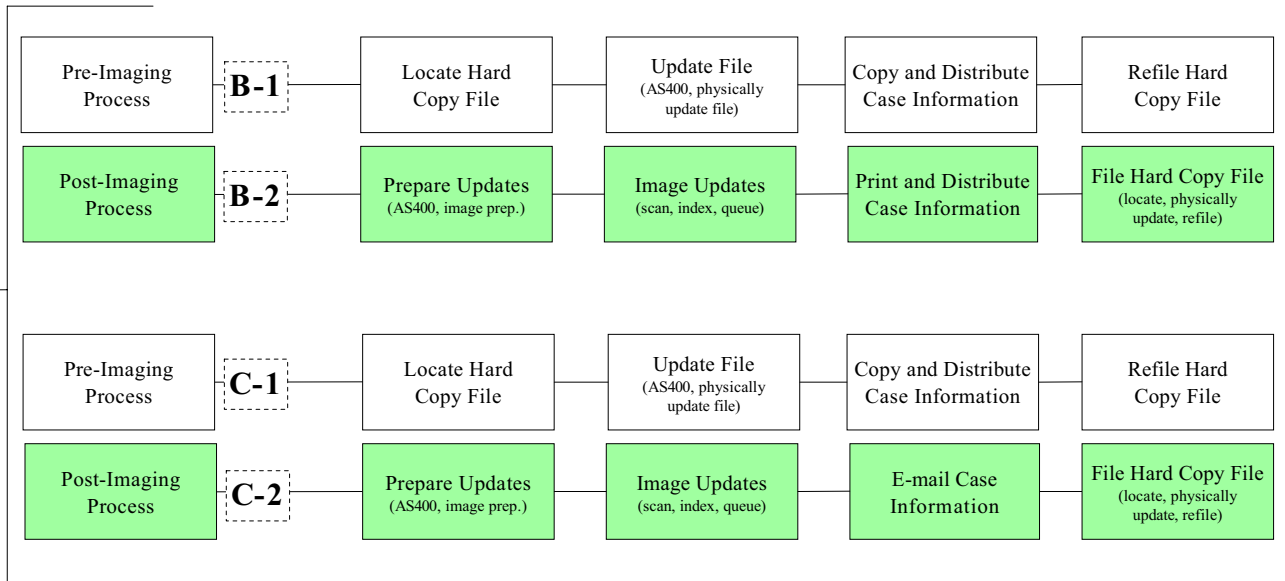 Pre-Imaging
Process
B-1
Locate Hard
Copy File
Update File
(AS400, physically
update file)
Copy and Distribute
Case Information
Refile Hard
Copy File
Post-Imaging
Process
B-2
Prepare Updates
(AS400, image prep.)
Image Updates
(scan, index, queue)
Print and Distribute
Case Information
File Hard Copy File
(locate, physically
update, refile)
Pre-Imaging
Process
C-1
Locate Hard
Copy File
Update File
(AS400, physically
update file)
Copy and Distribute
Case Information
Refile Hard
Copy File
Post-Imaging
Process
C-2
Prepare Updates
(AS400, image prep.)
Image Updates
(scan, index, queue)
E-mail Case
Information
File Hard Copy File
(locate, physically
update, refile)